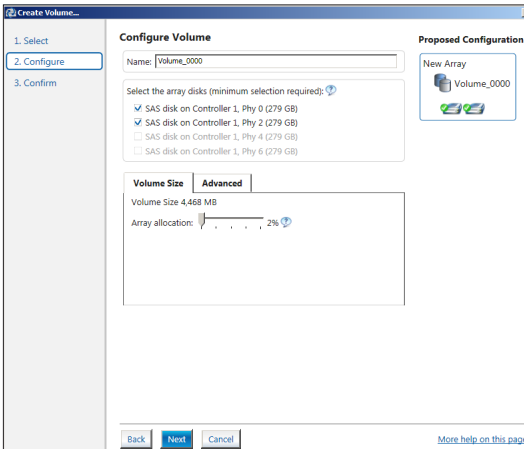 Create Volume...
1. Select
2. Configure
3. Confirm
Configure Volume
Name: Volume_0000
Select the array disks (minimum selection required):
SAS disk on Controller 1, Phy 0 (279 GB)
SAS disk on Controller 1, Phy 2 (279 GB)
SAS disk on Controller 1, Phy 4 (279 GB)
SAS disk on Controller 1, Phy 6 (279 GB)
Volume Size Advanced
Volume Size 4,468 MB
Array allocation: 2%
Proposed Configuration
New Array
Volume_0000
Back Next Cancel
More help on this page